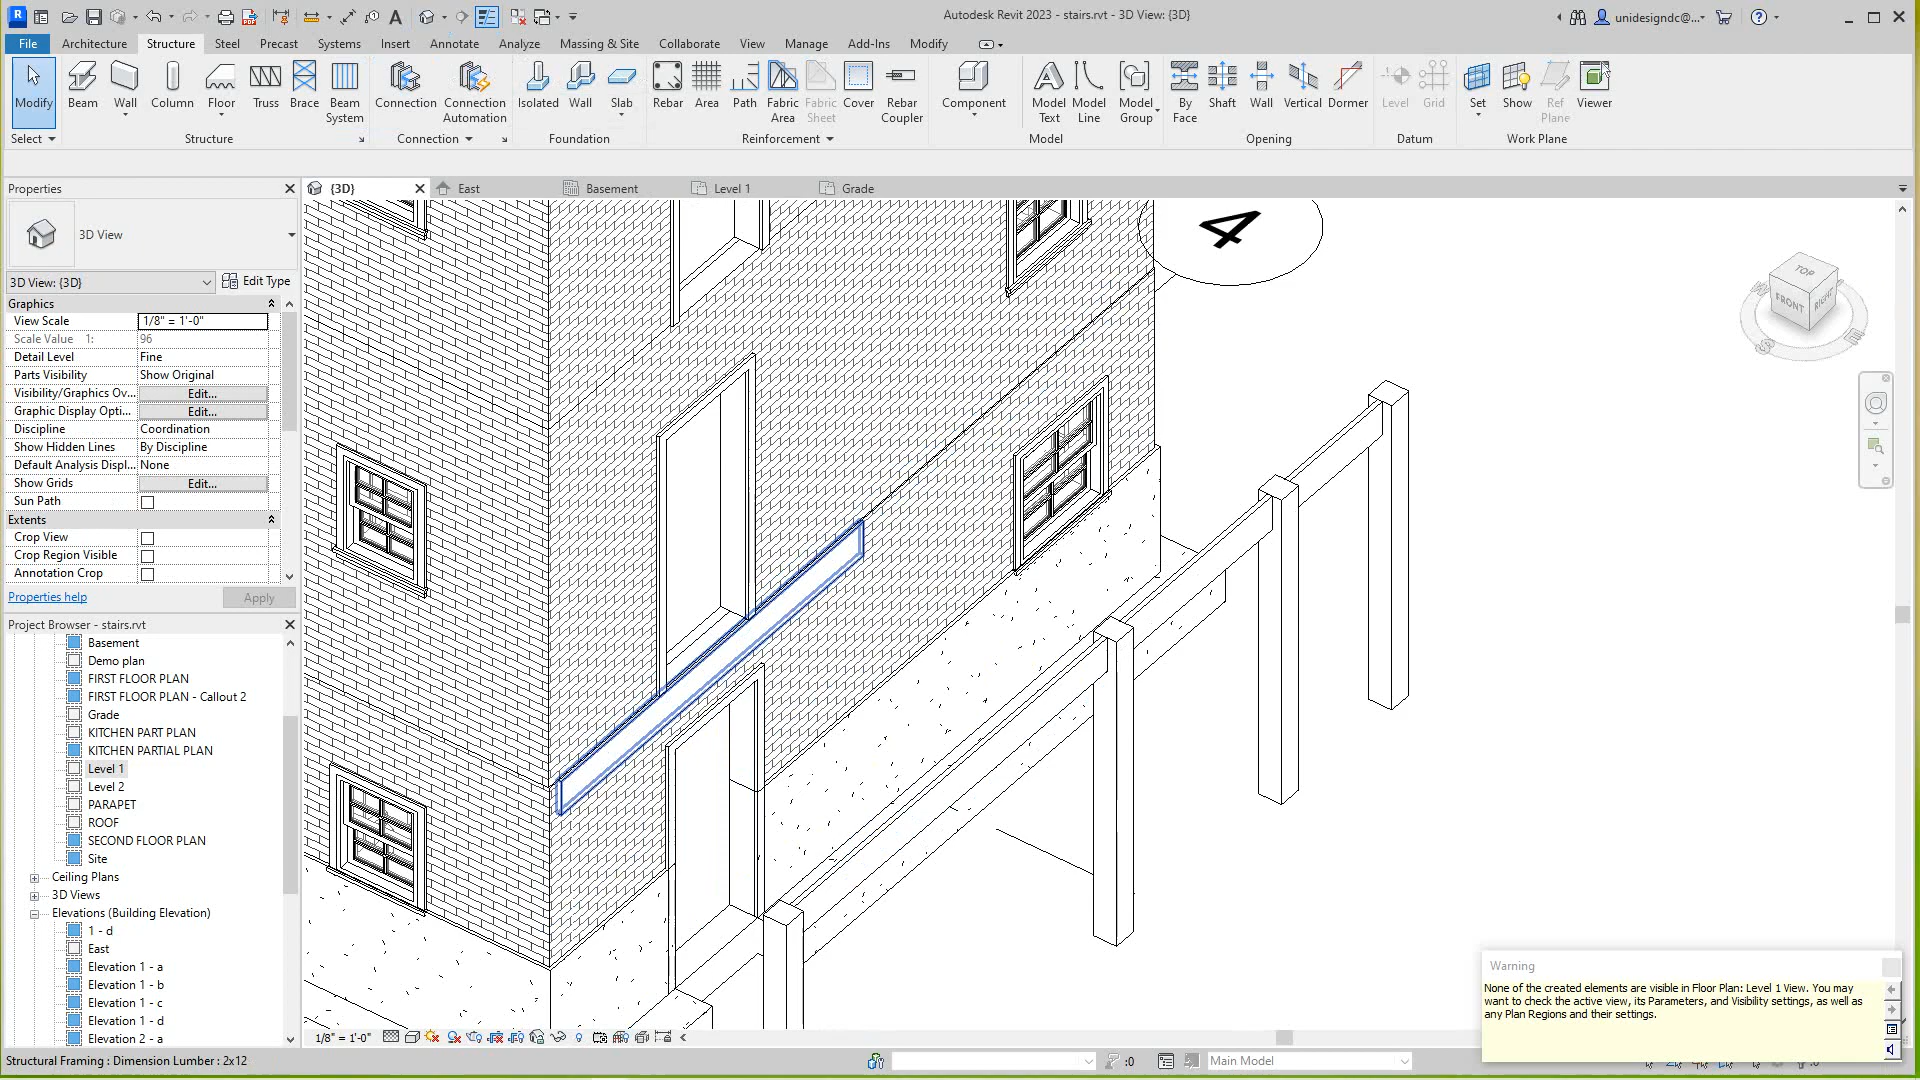 Autodesk Revit 2023 - stairs.rvt - 3D View: {3D}
unidesigndc@...
File Architecture Structure Steel Precast Systems Insert Annotate Analyze Massing & Site Collaborate View Manage Add-Ins Modify
Modify Beam Wall Column Floor Truss Brace Beam System Connection Connection Automation Isolated Wall Slab Rebar Area Path Fabric Area Fabric Sheet Cover Rebar Coupler Component Model Text Model Line Model Group By Face Shaft Wall Vertical Dormer Level Grid Set Show Ref Plane Viewer
Select Structure Connection Foundation Reinforcement Model Opening Datum Work Plane
Properties
{3D} East Basement Level 1 Grade
3D View
3D View: {3D} Edit Type
Graphics
View Scale 1/8" = 1'-0"
Scale Value 1: 96
Detail Level Fine
Parts Visibility Show Original
Visibility/Graphics Ov... Edit...
Graphic Display Opti... Edit...
Discipline Coordination
Show Hidden Lines By Discipline
Default Analysis Displ... None
Show Grids Edit...
Sun Path
Extents
Crop View
Crop Region Visible
Annotation Crop
Properties help Apply
Project Browser - stairs.rvt
Basement
Demo plan
FIRST FLOOR PLAN
FIRST FLOOR PLAN - Callout 2
Grade
KITCHEN PART PLAN
KITCHEN PARTIAL PLAN
Level 1
Level 2
PARAPET
ROOF
SECOND FLOOR PLAN
Site
Ceiling Plans
3D Views
Elevations (Building Elevation)
1 - d
East
Elevation 1 - a
Elevation 1 - b
Elevation 1 - c
Elevation 1 - d
Elevation 2 - a
4
TOP
FRONT RIGHT
W
S
E
Warning
None of the created elements are visible in Floor Plan: Level 1 View. You may
want to check the active view, its Parameters, and Visibility settings, as well as
any Plan Regions and their settings.
1/8" = 1'-0"
Structural Framing : Dimension Lumber : 2x12
:0
Main Model
:0